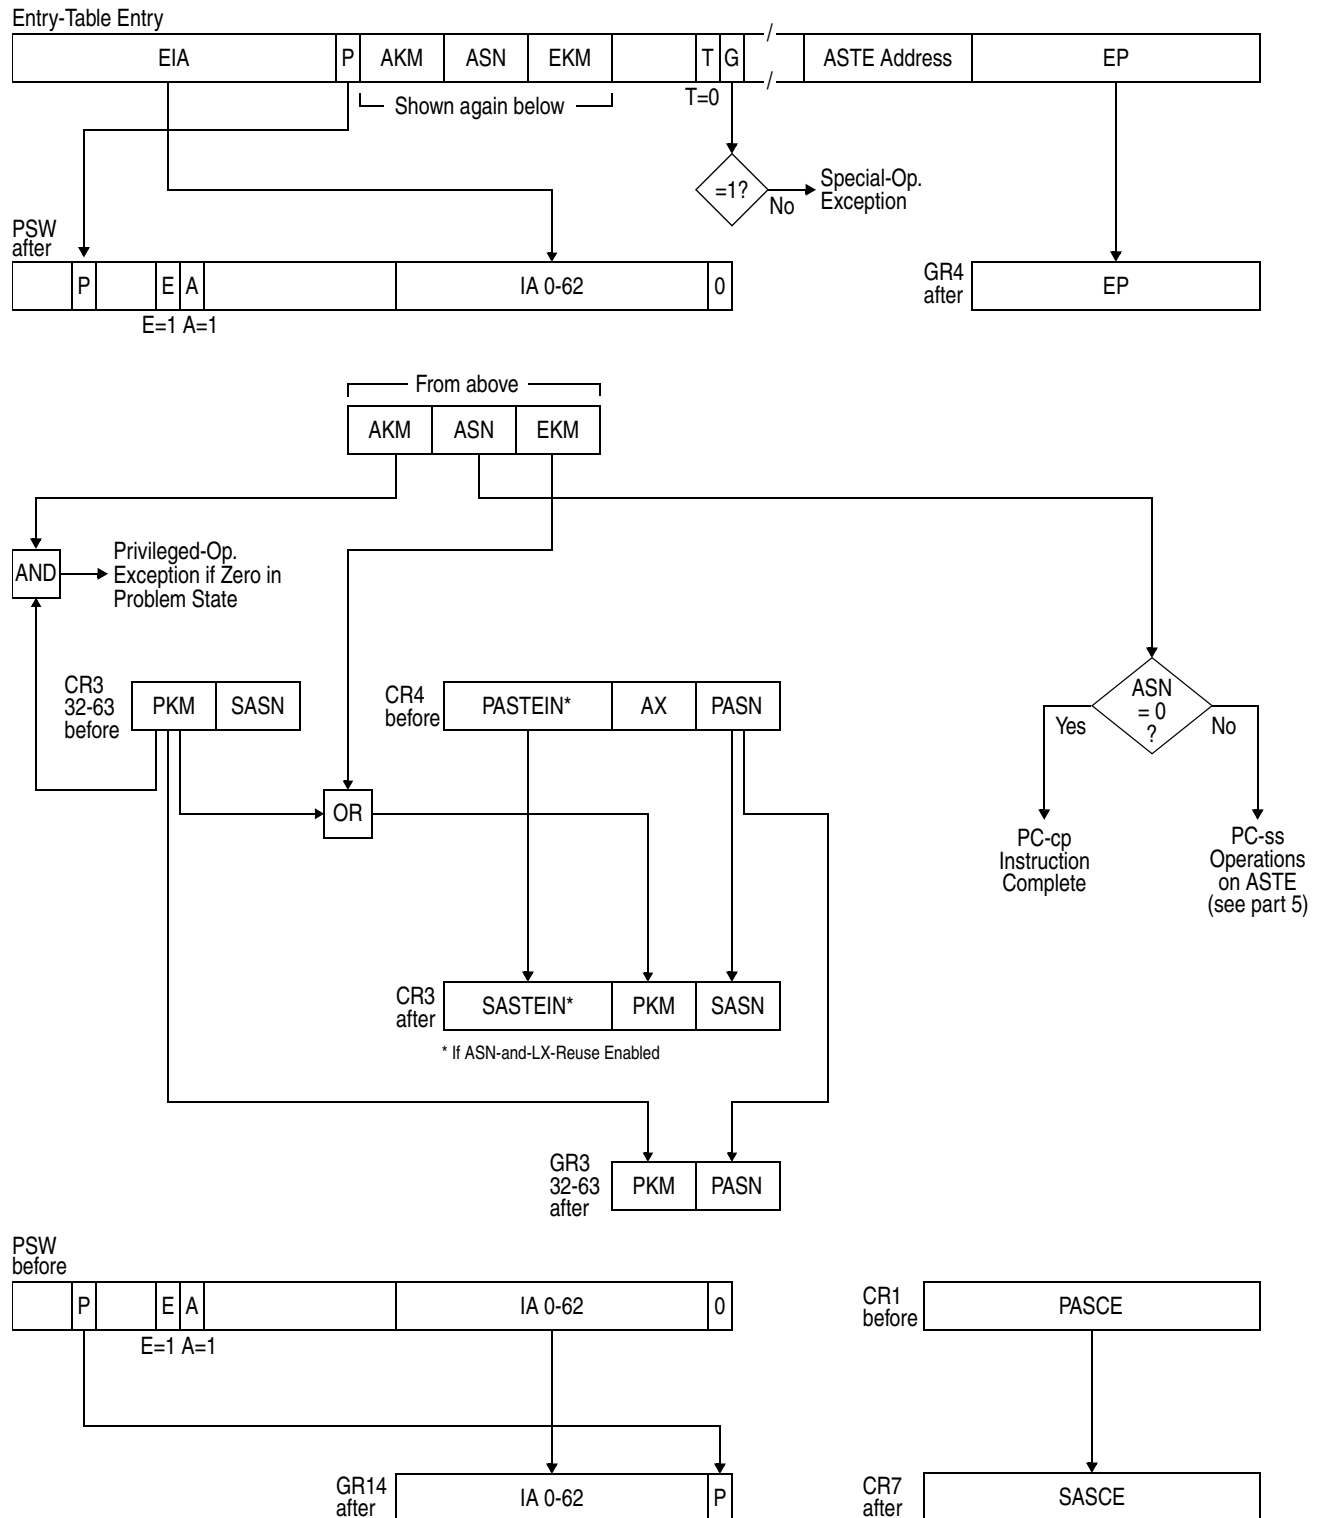 Entry-Table Entry
EIA P AKM ASN EKM T G / / ASTE Address EP
T=0
Shown again below
=1?
No
Special-Op.
Exception
PSW
after
P E A IA 0-62 0
E=1 A=1
GR4
after
EP
From above
AKM ASN EKM
AND
Privileged-Op.
Exception if Zero in
Problem State
CR3
32-63
before
PKM SASN
CR4
before
PASTEIN* AX PASN
ASN
= 0
?
Yes
No
OR
PC-cp
Instruction
Complete
PC-ss
Operations
on ASTE
(see part 5)
CR3
after
SASTEIN* PKM SASN
* If ASN-and-LX-Reuse Enabled
GR3
32-63
after
PKM PASN
PSW
before
P E A IA 0-62 0
E=1 A=1
CR1
before
PASCE
GR14
after
IA 0-62 P
CR7
after
SASCE